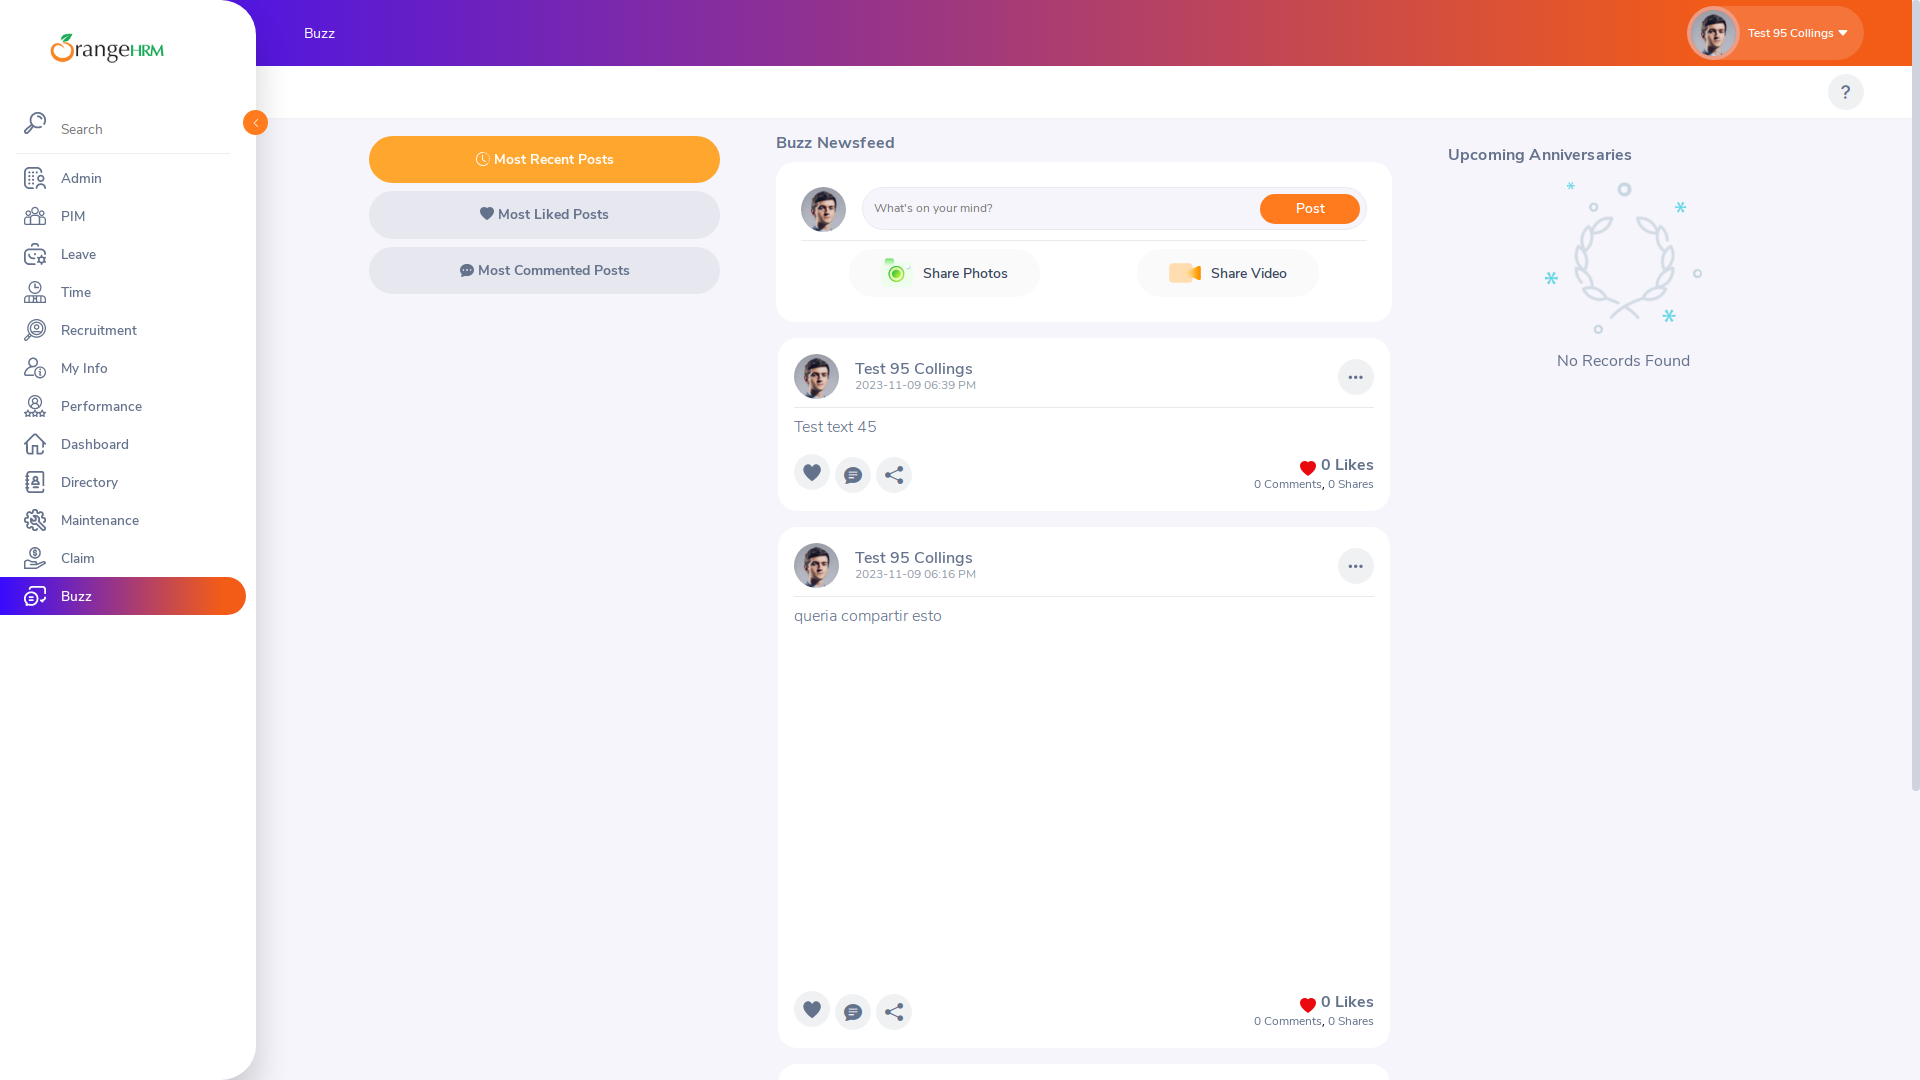 OrangeHRM
Buzz
Test 95 Collings
?
Search
Admin
PIM
Leave
Time
Recruitment
My Info
Performance
Dashboard
Directory
Maintenance
Claim
Buzz
Most Recent Posts
Most Liked Posts
Most Commented Posts
Buzz Newsfeed
What's on your mind?
Post
Share Photos
Share Video
Test 95 Collings
2023-11-09 06:39 PM
Test text 45
0 Likes
0 Comments, 0 Shares
Test 95 Collings
2023-11-09 06:16 PM
queria compartir esto
0 Likes
0 Comments, 0 Shares
Upcoming Anniversaries
No Records Found